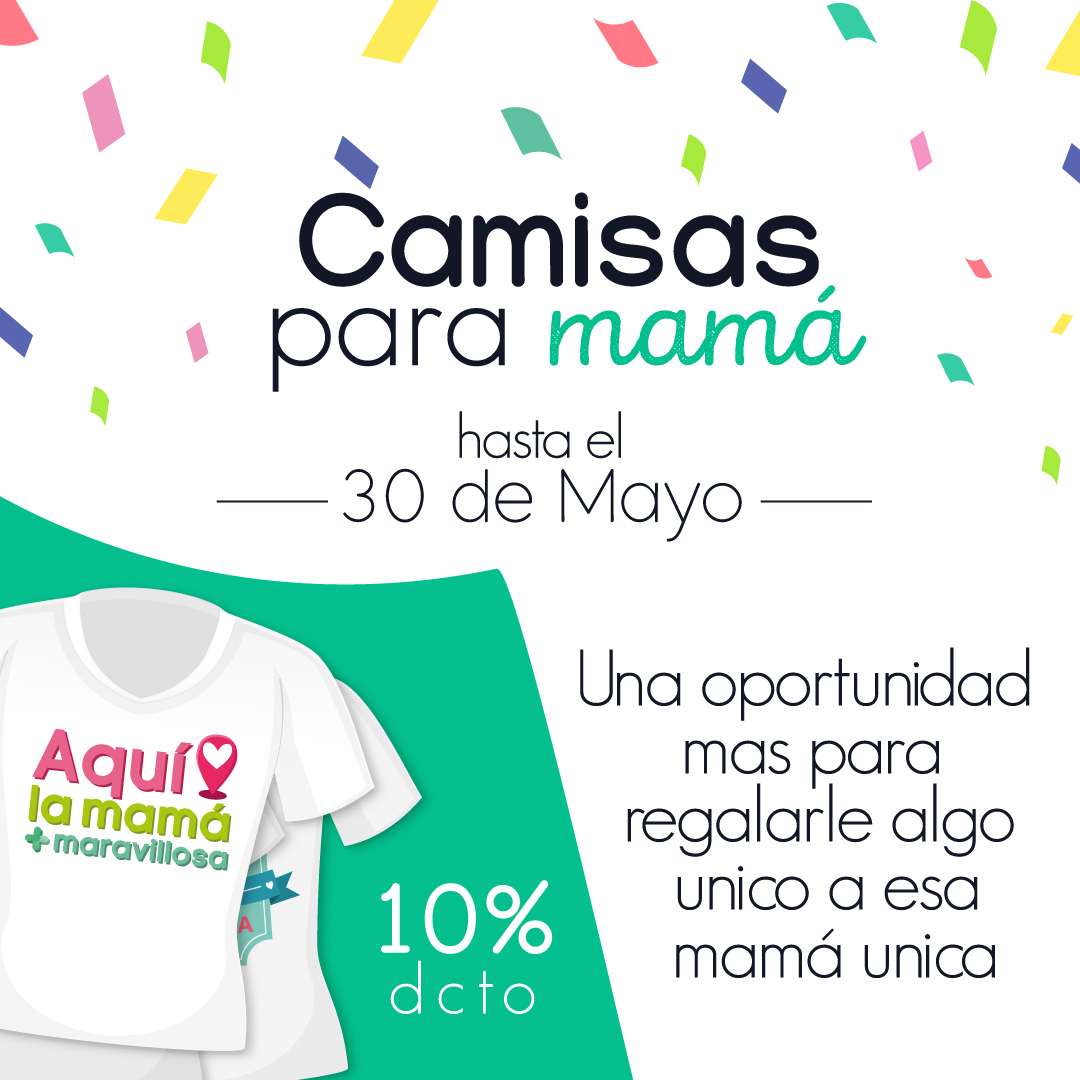 Camisas
para mamá
hasta el
30 de Mayo
Una oportunidad
mas para
regalarle algo
unico a esa
mamá unica
Aquí
la mamá
+ maravillosa
A
10%
dcto